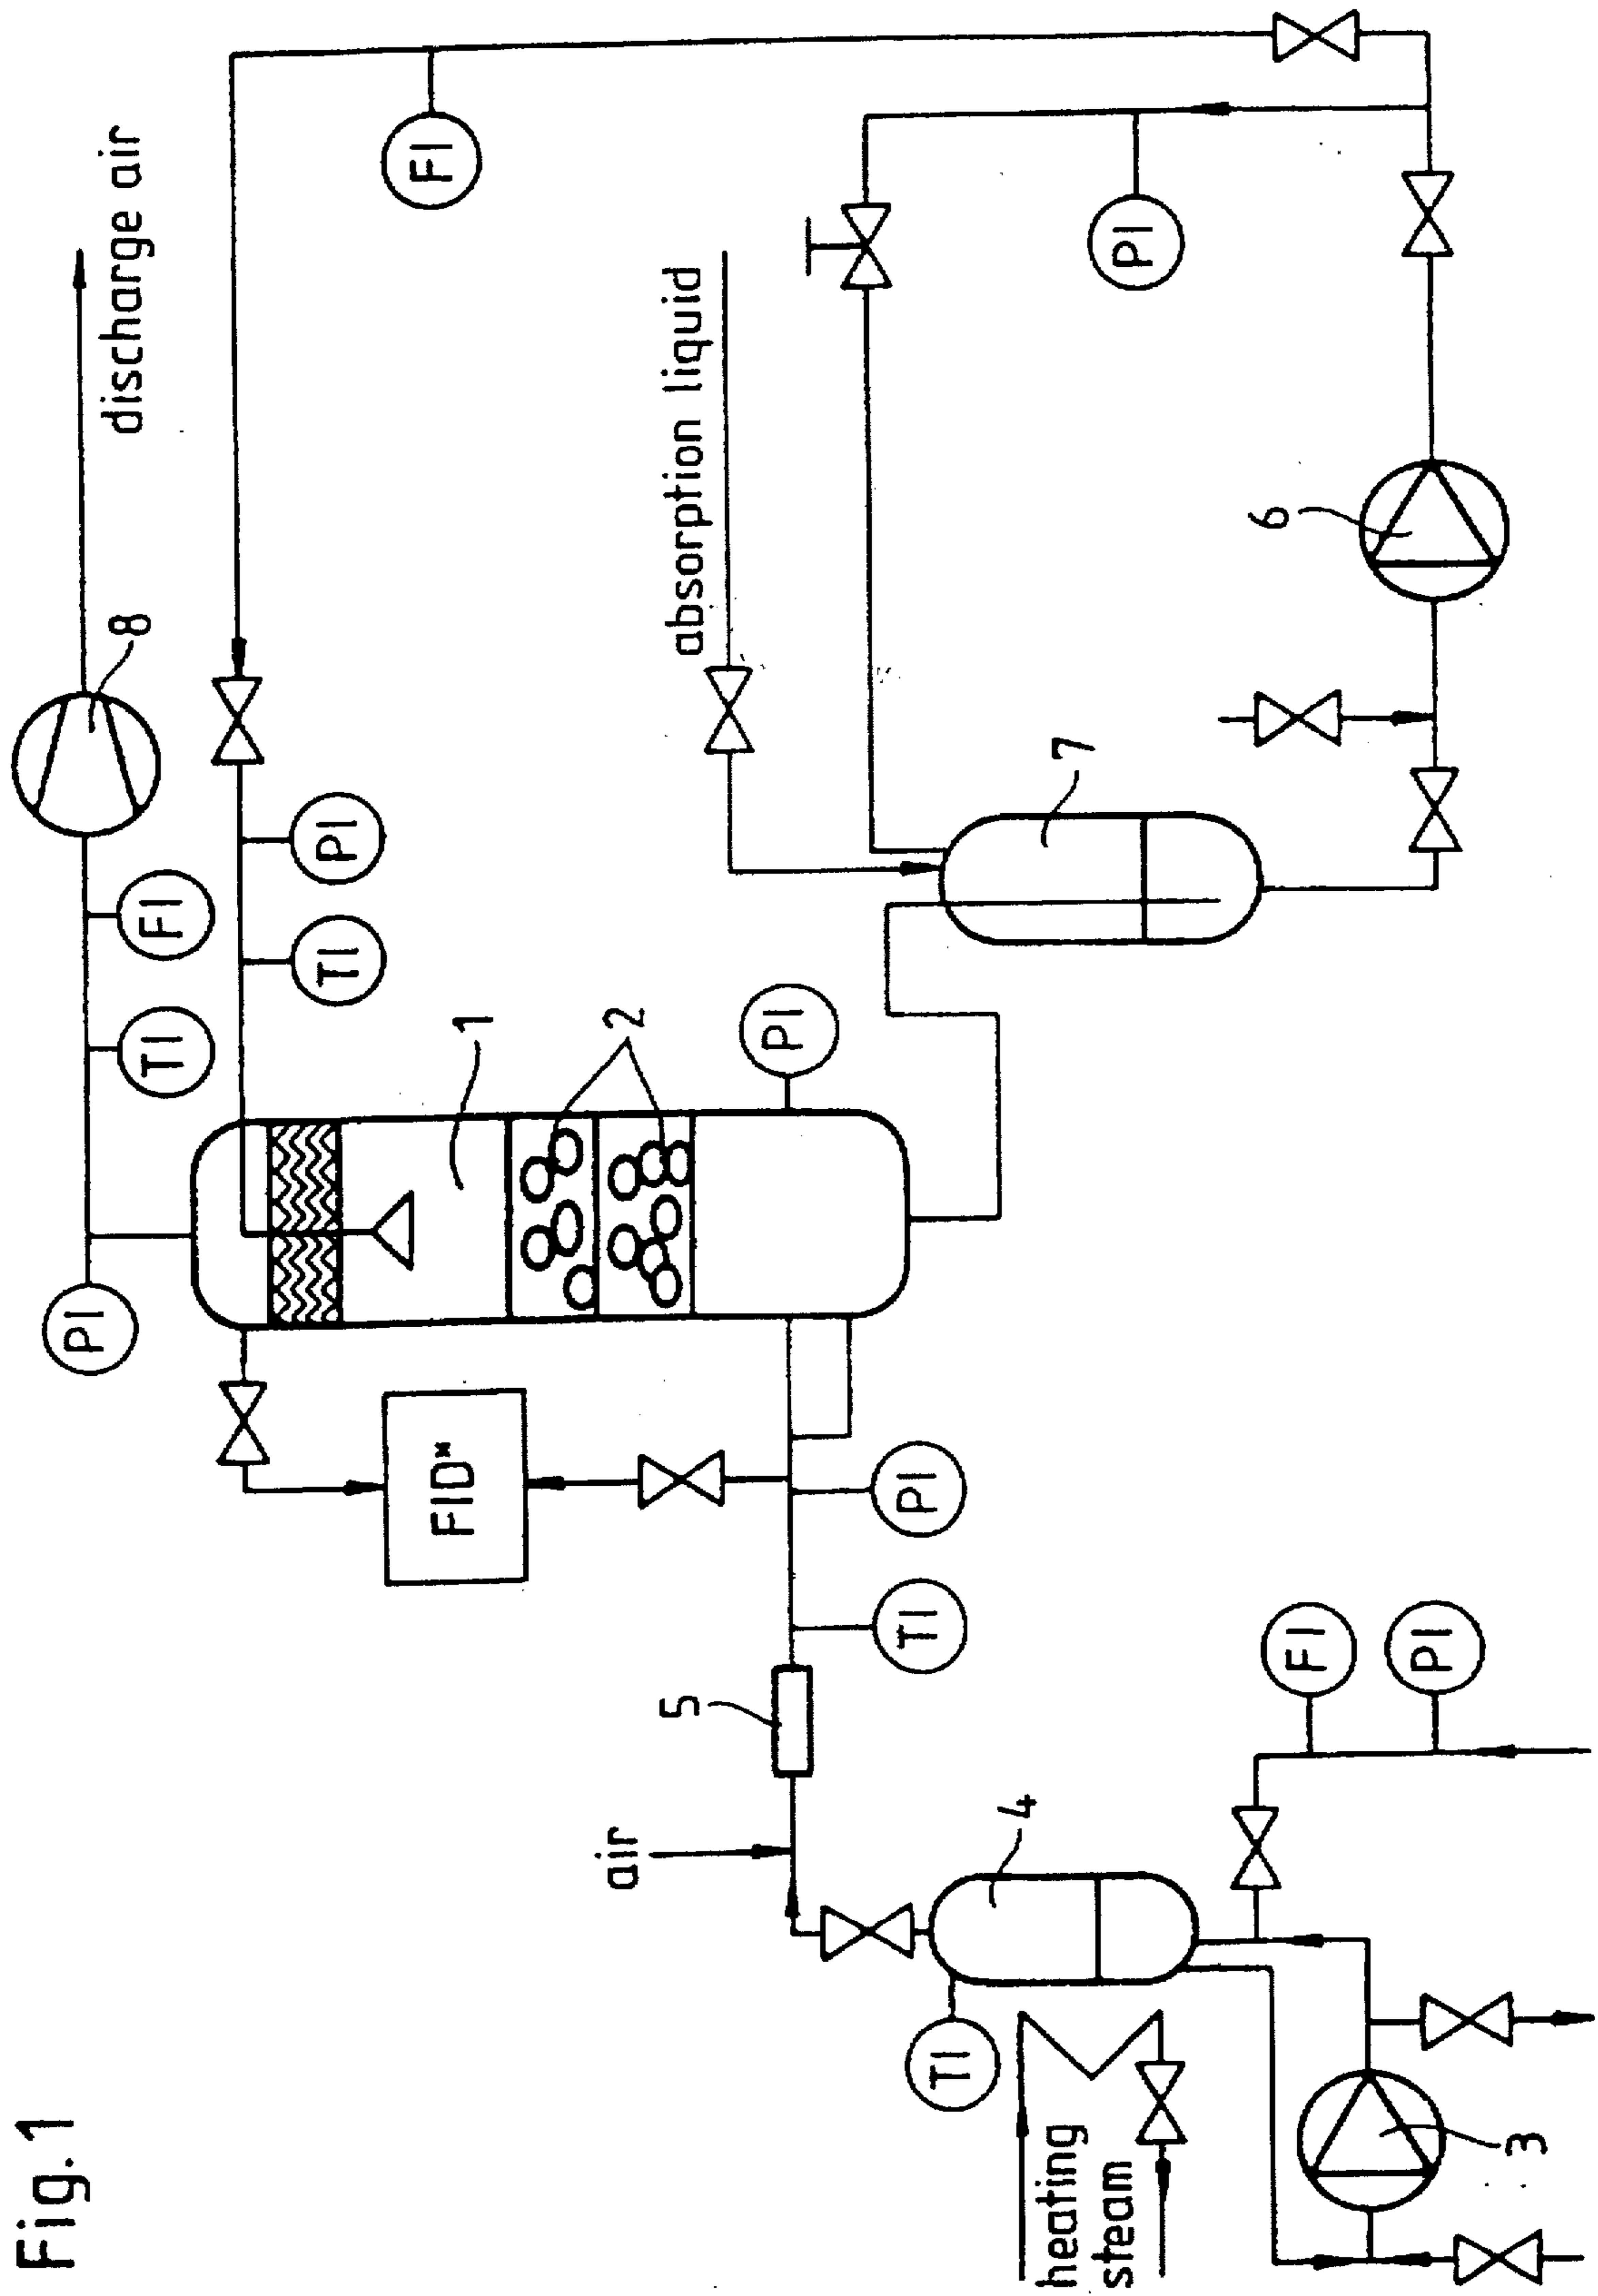 Fig. 1
discharge air
8
PI
TI
FI
TI
PI
FI
FID*
1
air
2
5
absorption liquid
PI
TI
PI
TI
4
7
PI
heating
steam
6
FI
PI
3